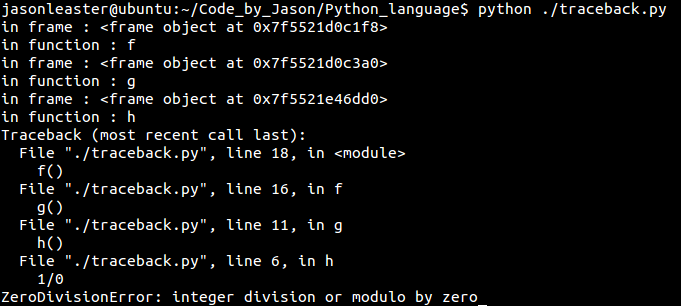 jasonleaster@ubuntu:~/Code_by_Jason/Python_language$ python ./traceback.py
in frame : <frame object at 0x7f5521d0c1f8>
in function : f
in frame : <frame object at 0x7f5521d0c3a0>
in function : g
in frame : <frame object at 0x7f5521e46dd0>
in function : h
Traceback (most recent call last):
  File "./traceback.py", line 18, in <module>
    f()
  File "./traceback.py", line 16, in f
    g()
  File "./traceback.py", line 11, in g
    h()
  File "./traceback.py", line 6, in h
    1/0
ZeroDivisionError: integer division or modulo by zero